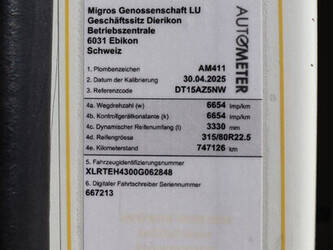 Migros Genossenschaft LU
Geschäftssitz Dierikon
Betriebszentrale
6031 Ebikon
Schweiz
AUTOMETER
1. Plombenzeichen AM411
2. Datum der Kalibrierung 30.04.2025
3. Referenzcode DT15AZ5NW
4a. Wegdrehzahl (w) 6654 Imp/km
4b. Kontrollgerätkonstante (k) 6654 Imp/km
4c. Dynamischer Reifenumfang (l) 3330 mm
4d. Reifengrösse 315/80R22.5
4e. Kilometerstand 747126 km
5. Fahrzeugidentifizierungsnummer
XLRTEH4300G062848
6. Digitaler Fahrtschreiber Seriennummer
667213